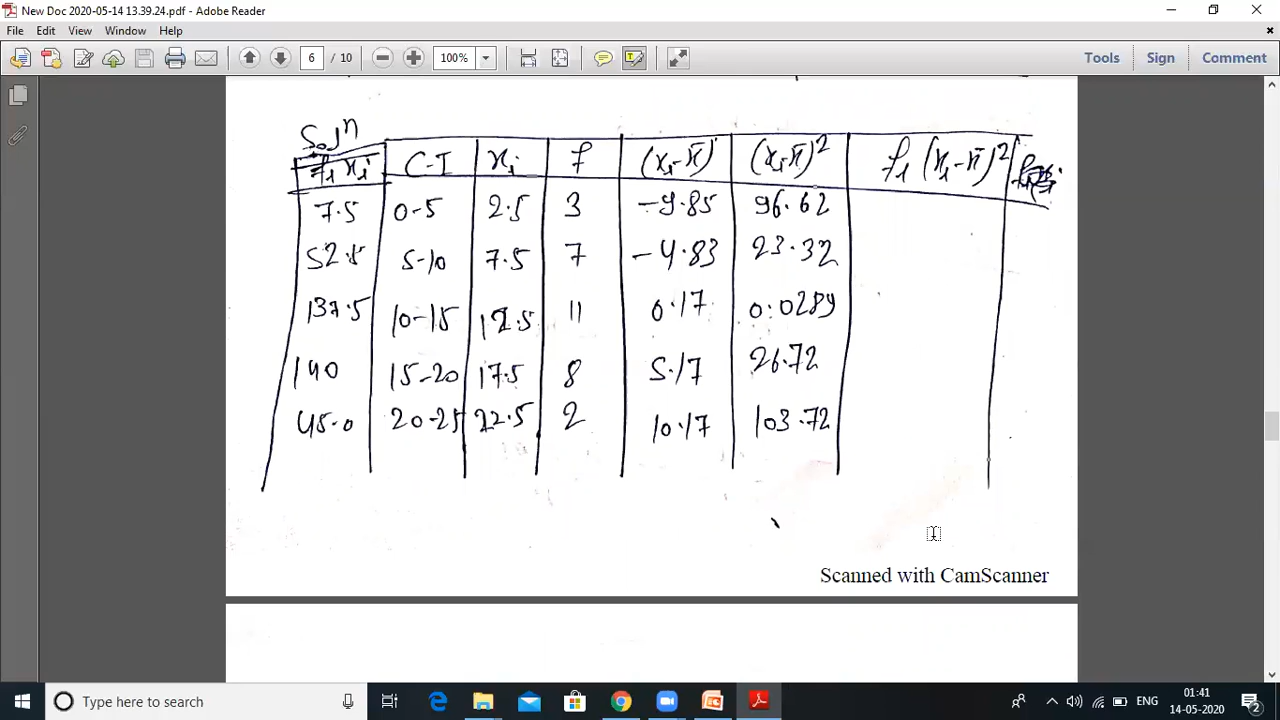 New Doc 2020-05-14 13.39.24.pdf - Adobe Reader
File Edit View Window Help
6 / 10 100% Tools Sign Comment
Solⁿ
fᵢ xᵢ C-I xᵢ f (xᵢ-x̄) (xᵢ-x̄)² fᵢ (xᵢ-x̄)²
7.5 0-5 2.5 3 -9.85 96.62
52.5 5-10 7.5 7 -4.83 23.32
137.5 10-15 12.5 11 0.17 0.0289
140 15-20 17.5 8 5.17 26.72
45.0 20-25 22.5 2 10.17 103.72
Scanned with CamScanner
Type here to search
ENG
01:41
14-05-2020
2